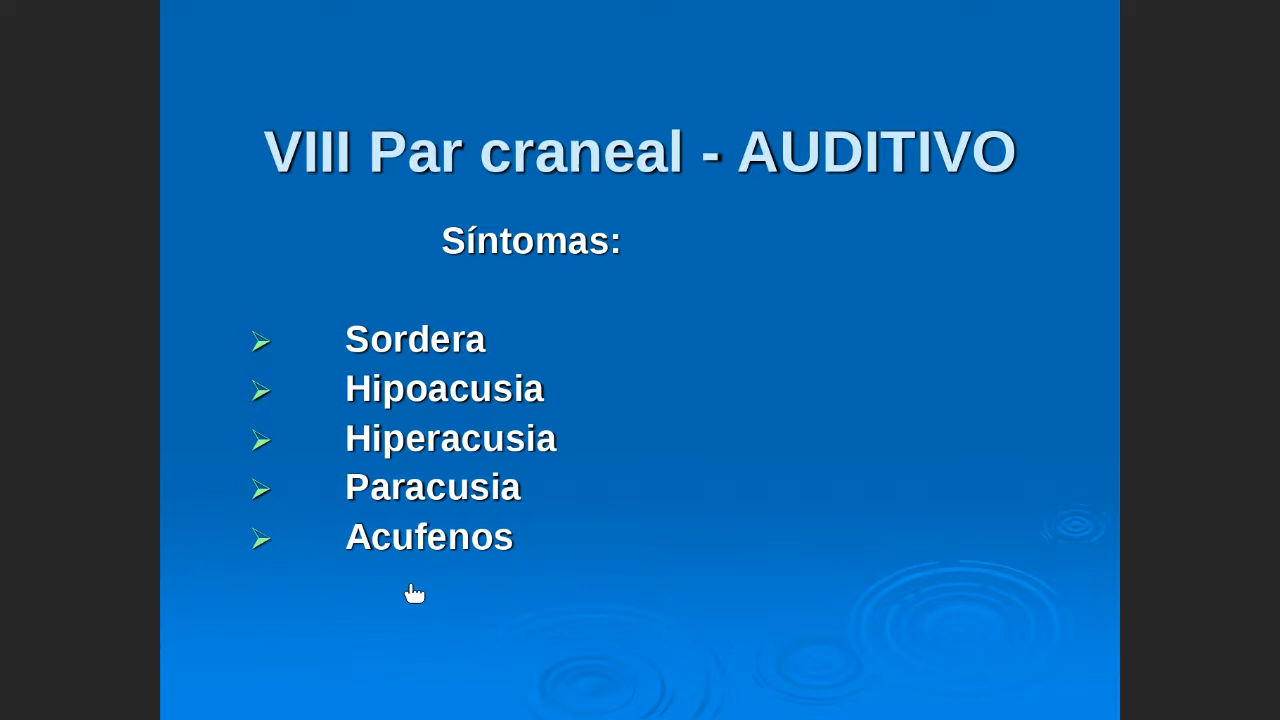 VIII Par craneal - AUDITIVO
Síntomas:
Sordera
Hipoacusia
Hiperacusia
Paracusia
Acufenos